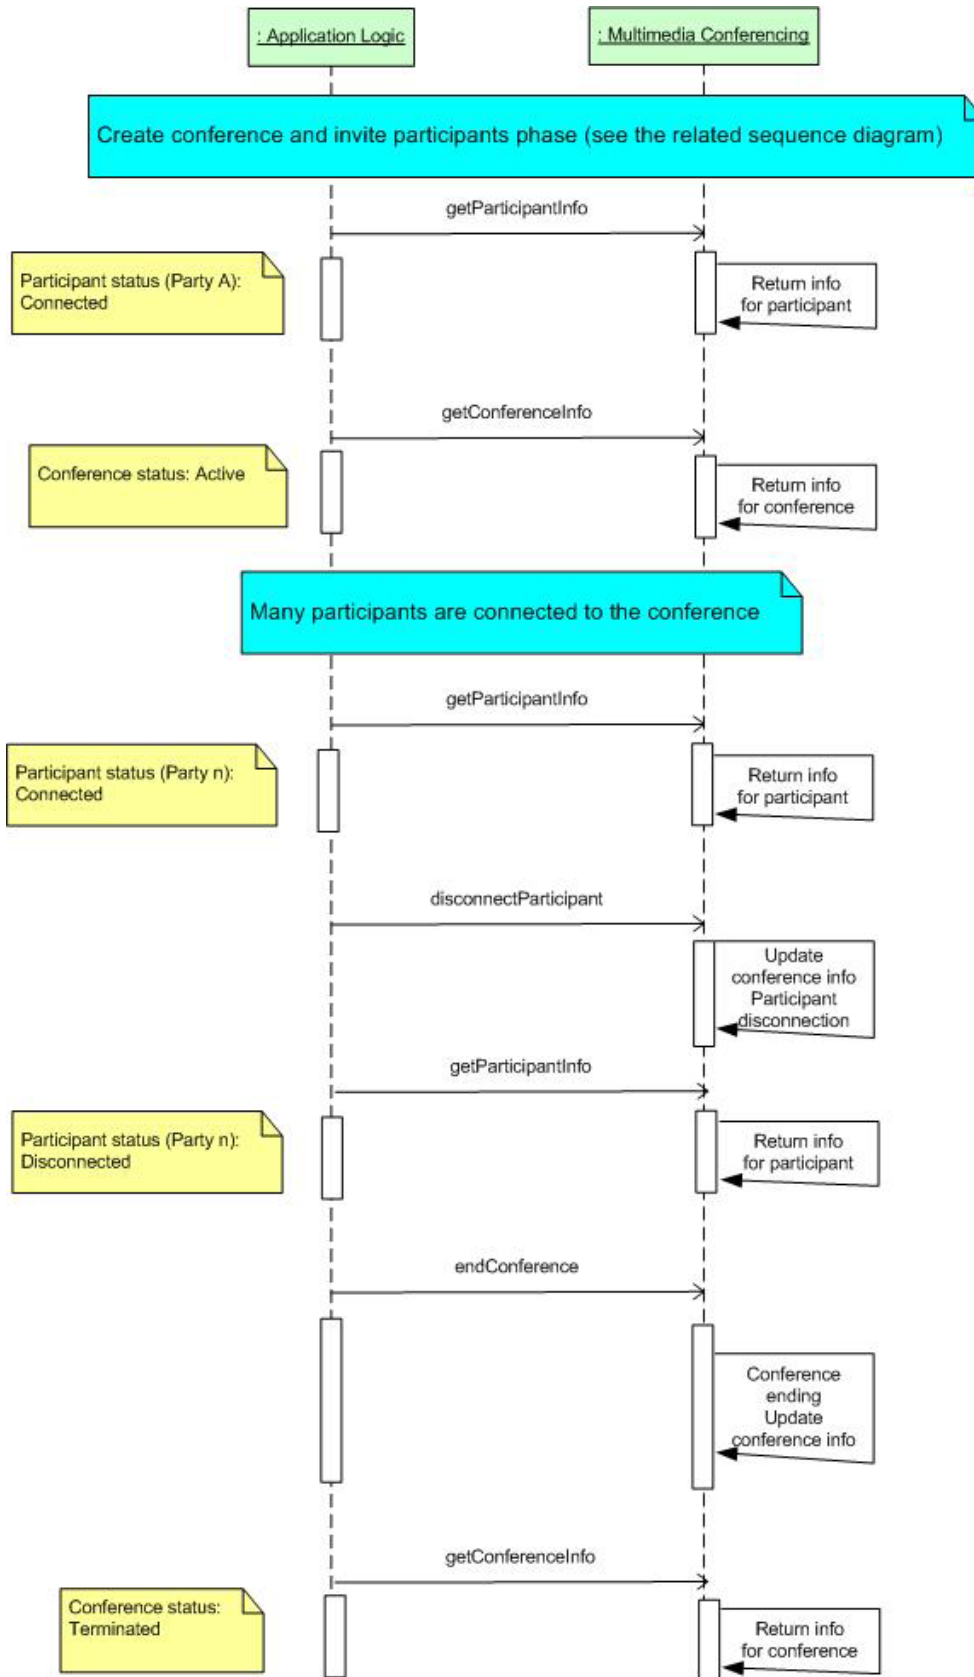 : Application Logic
: Multimedia Conferencing
Create conference and invite participants phase (see the related sequence diagram)
getParticipantInfo
Participant status (Party A):
Connected
Return info
for participant
getConferenceInfo
Conference status: Active
Return info
for conference
Many participants are connected to the conference
getParticipantInfo
Participant status (Party n):
Connected
Return info
for participant
disconnectParticipant
Update
conference info
Participant
disconnection
getParticipantInfo
Participant status (Party n):
Disconnected
Return info
for participant
endConference
Conference
ending
Update
conference info
getConferenceInfo
Conference status:
Terminated
Return info
for conference